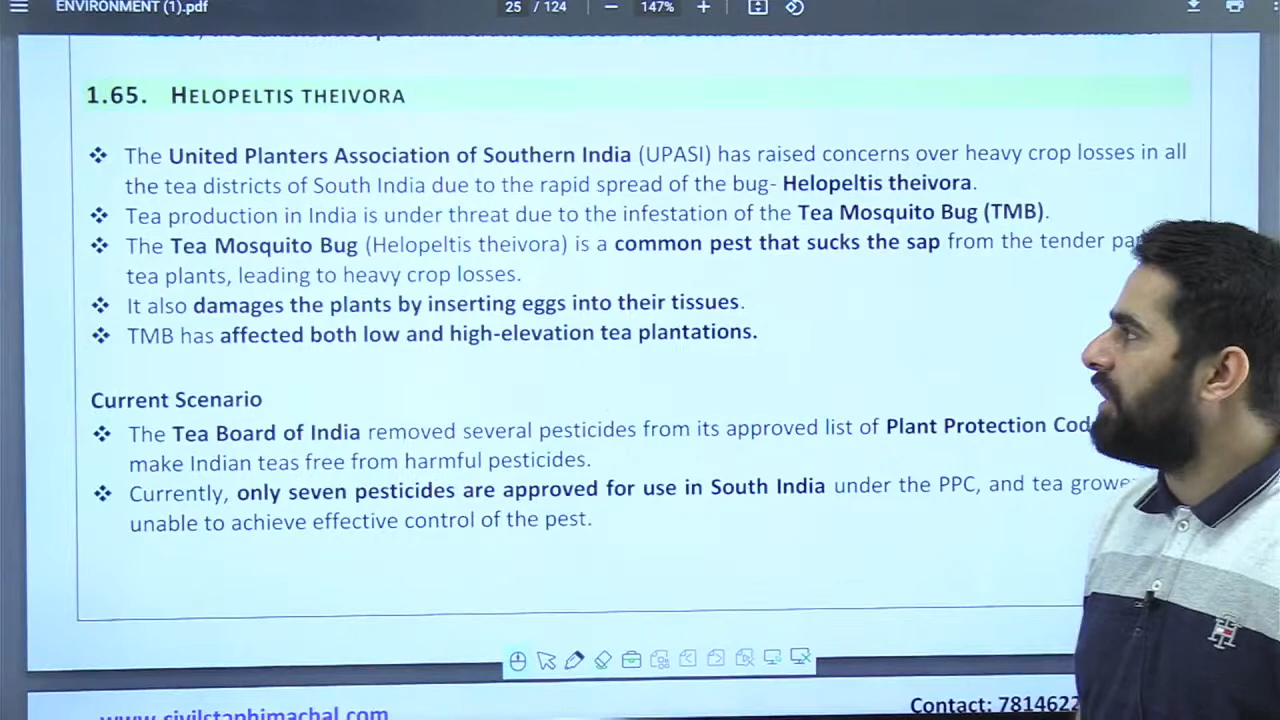 ENVIRONMENT (1).pdf
25 / 124
147%
1.65. HELOPELTIS THEIVORA
❖ The United Planters Association of Southern India (UPASI) has raised concerns over heavy crop losses in all
the tea districts of South India due to the rapid spread of the bug- Helopeltis theivora.
❖ Tea production in India is under threat due to the infestation of the Tea Mosquito Bug (TMB).
❖ The Tea Mosquito Bug (Helopeltis theivora) is a common pest that sucks the sap from the tender
tea plants, leading to heavy crop losses.
❖ It also damages the plants by inserting eggs into their tissues.
❖ TMB has affected both low and high-elevation tea plantations.
Current Scenario
❖ The Tea Board of India removed several pesticides from its approved list of Plant Protection
make Indian teas free from harmful pesticides.
❖ Currently, only seven pesticides are approved for use in South India under the PPC, and tea
unable to achieve effective control of the pest.
www.civilstaphimachal.com
Contact: 7814622